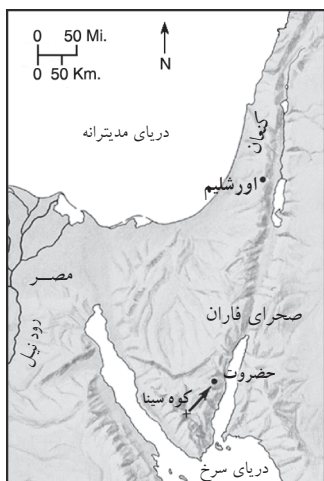 0 50 Mi.
0 50 Km.
N
دریای مدیترانه
کنعان
اورشلیم
مصــر
رود نیل
صحرای فاران
حضروت
کوه سینا
دریای سرخ